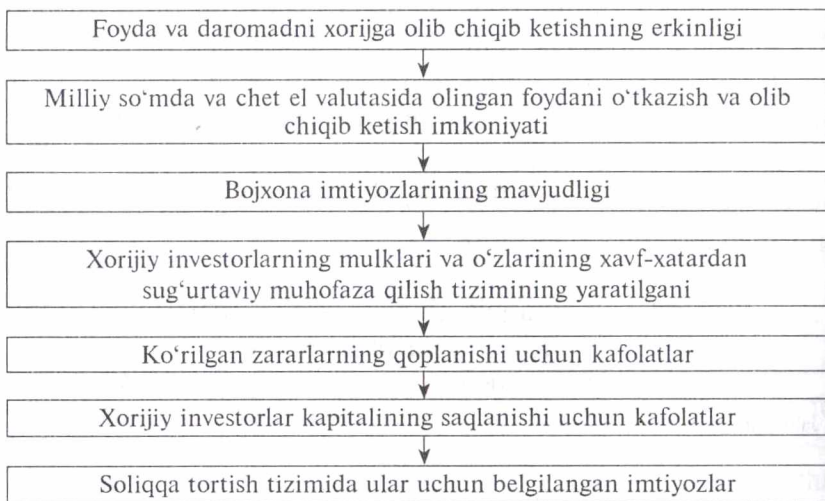 Foyda va daromadni xorijga olib chiqib ketishning erkinligi
Milliy so‘mda va chet el valutasida olingan foydani o‘tkazish va olib
chiqib ketish imkoniyati
Bojxona imtiyozlarining mavjudligi
Xorijiy investorlarning mulklari va o‘zlarining xavf-xatardan
sug‘urtaviy muhofaza qilish tizimining yaratilgani
Ko‘rilgan zararlarning qoplanishi uchun kafolatlar
Xorijiy investorlar kapitalining saqlanishi uchun kafolatlar
Soliqqa tortish tizimida ular uchun belgilangan imtiyozlar